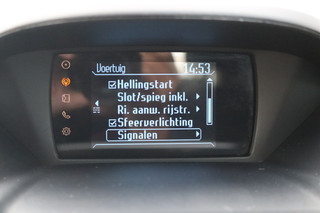 Voertuig 14:53
Hellingstart
Slot/spieg inkl.
Ri. aanw. rijstr.
Sfeerverlichting
Signalen